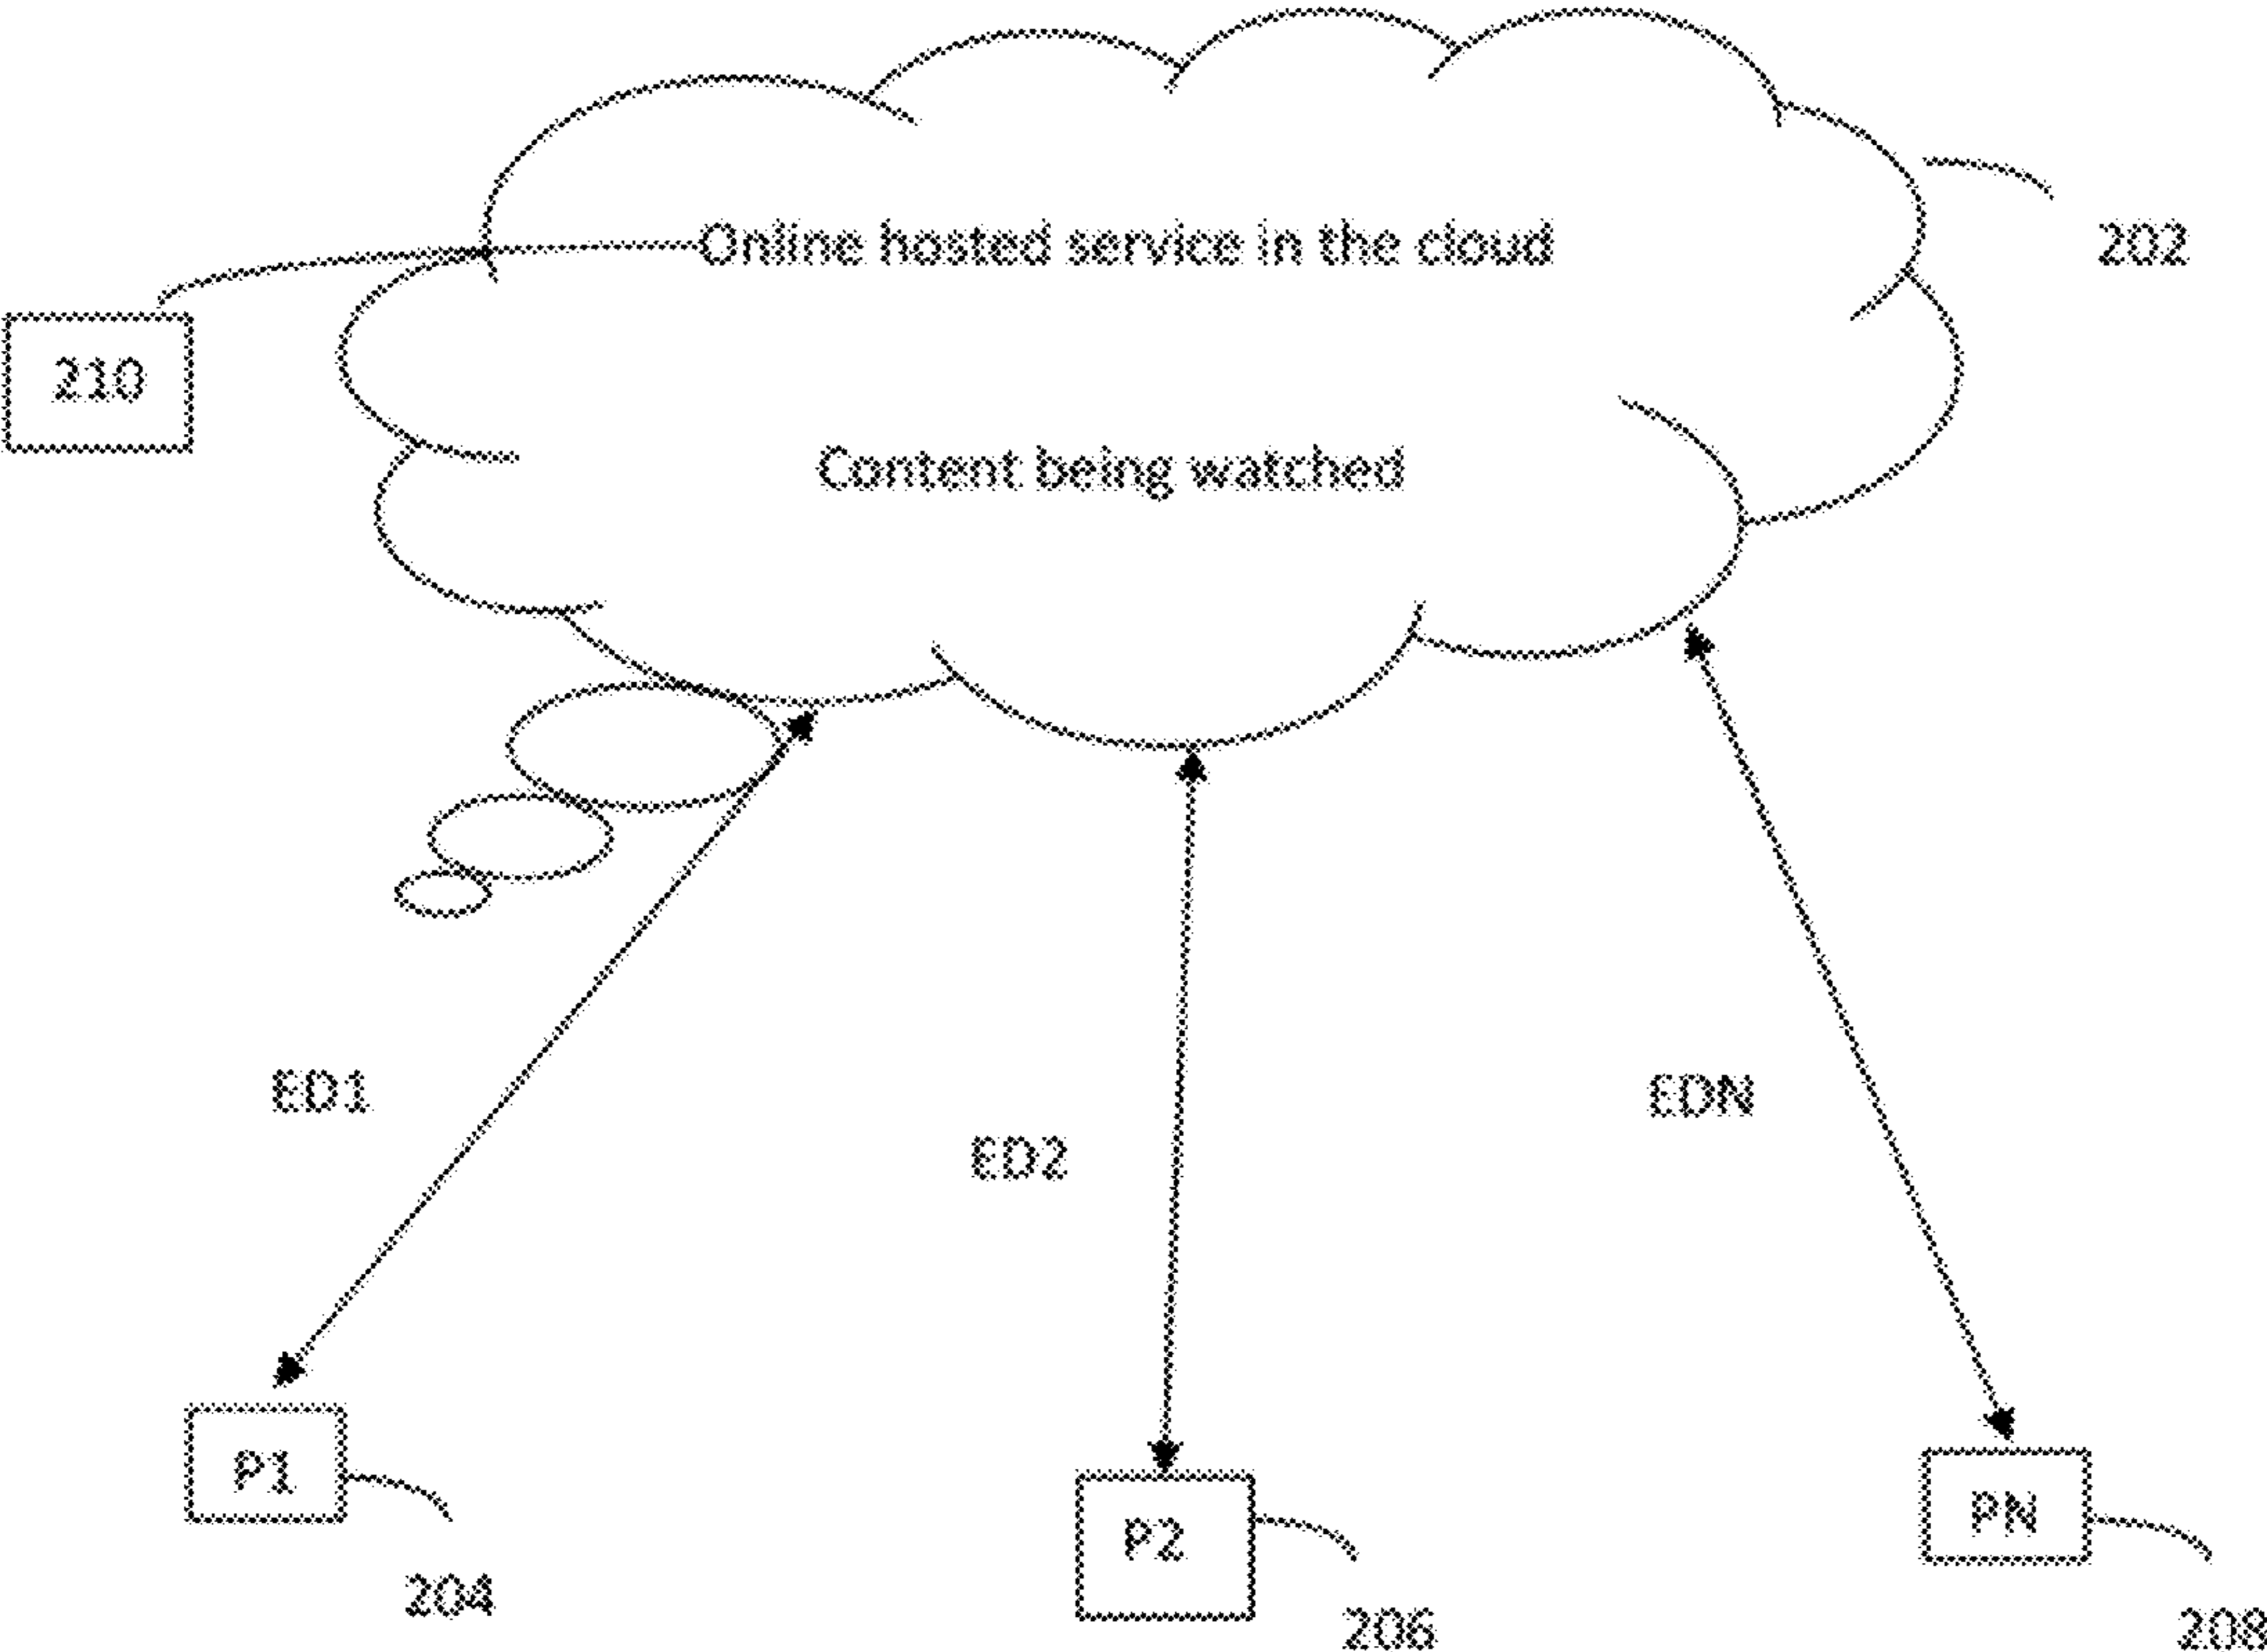 Online hosted service in the cloud
202
210
Content being watched
ED1
EDN
ED2
P1
P2
PN
204
206
208